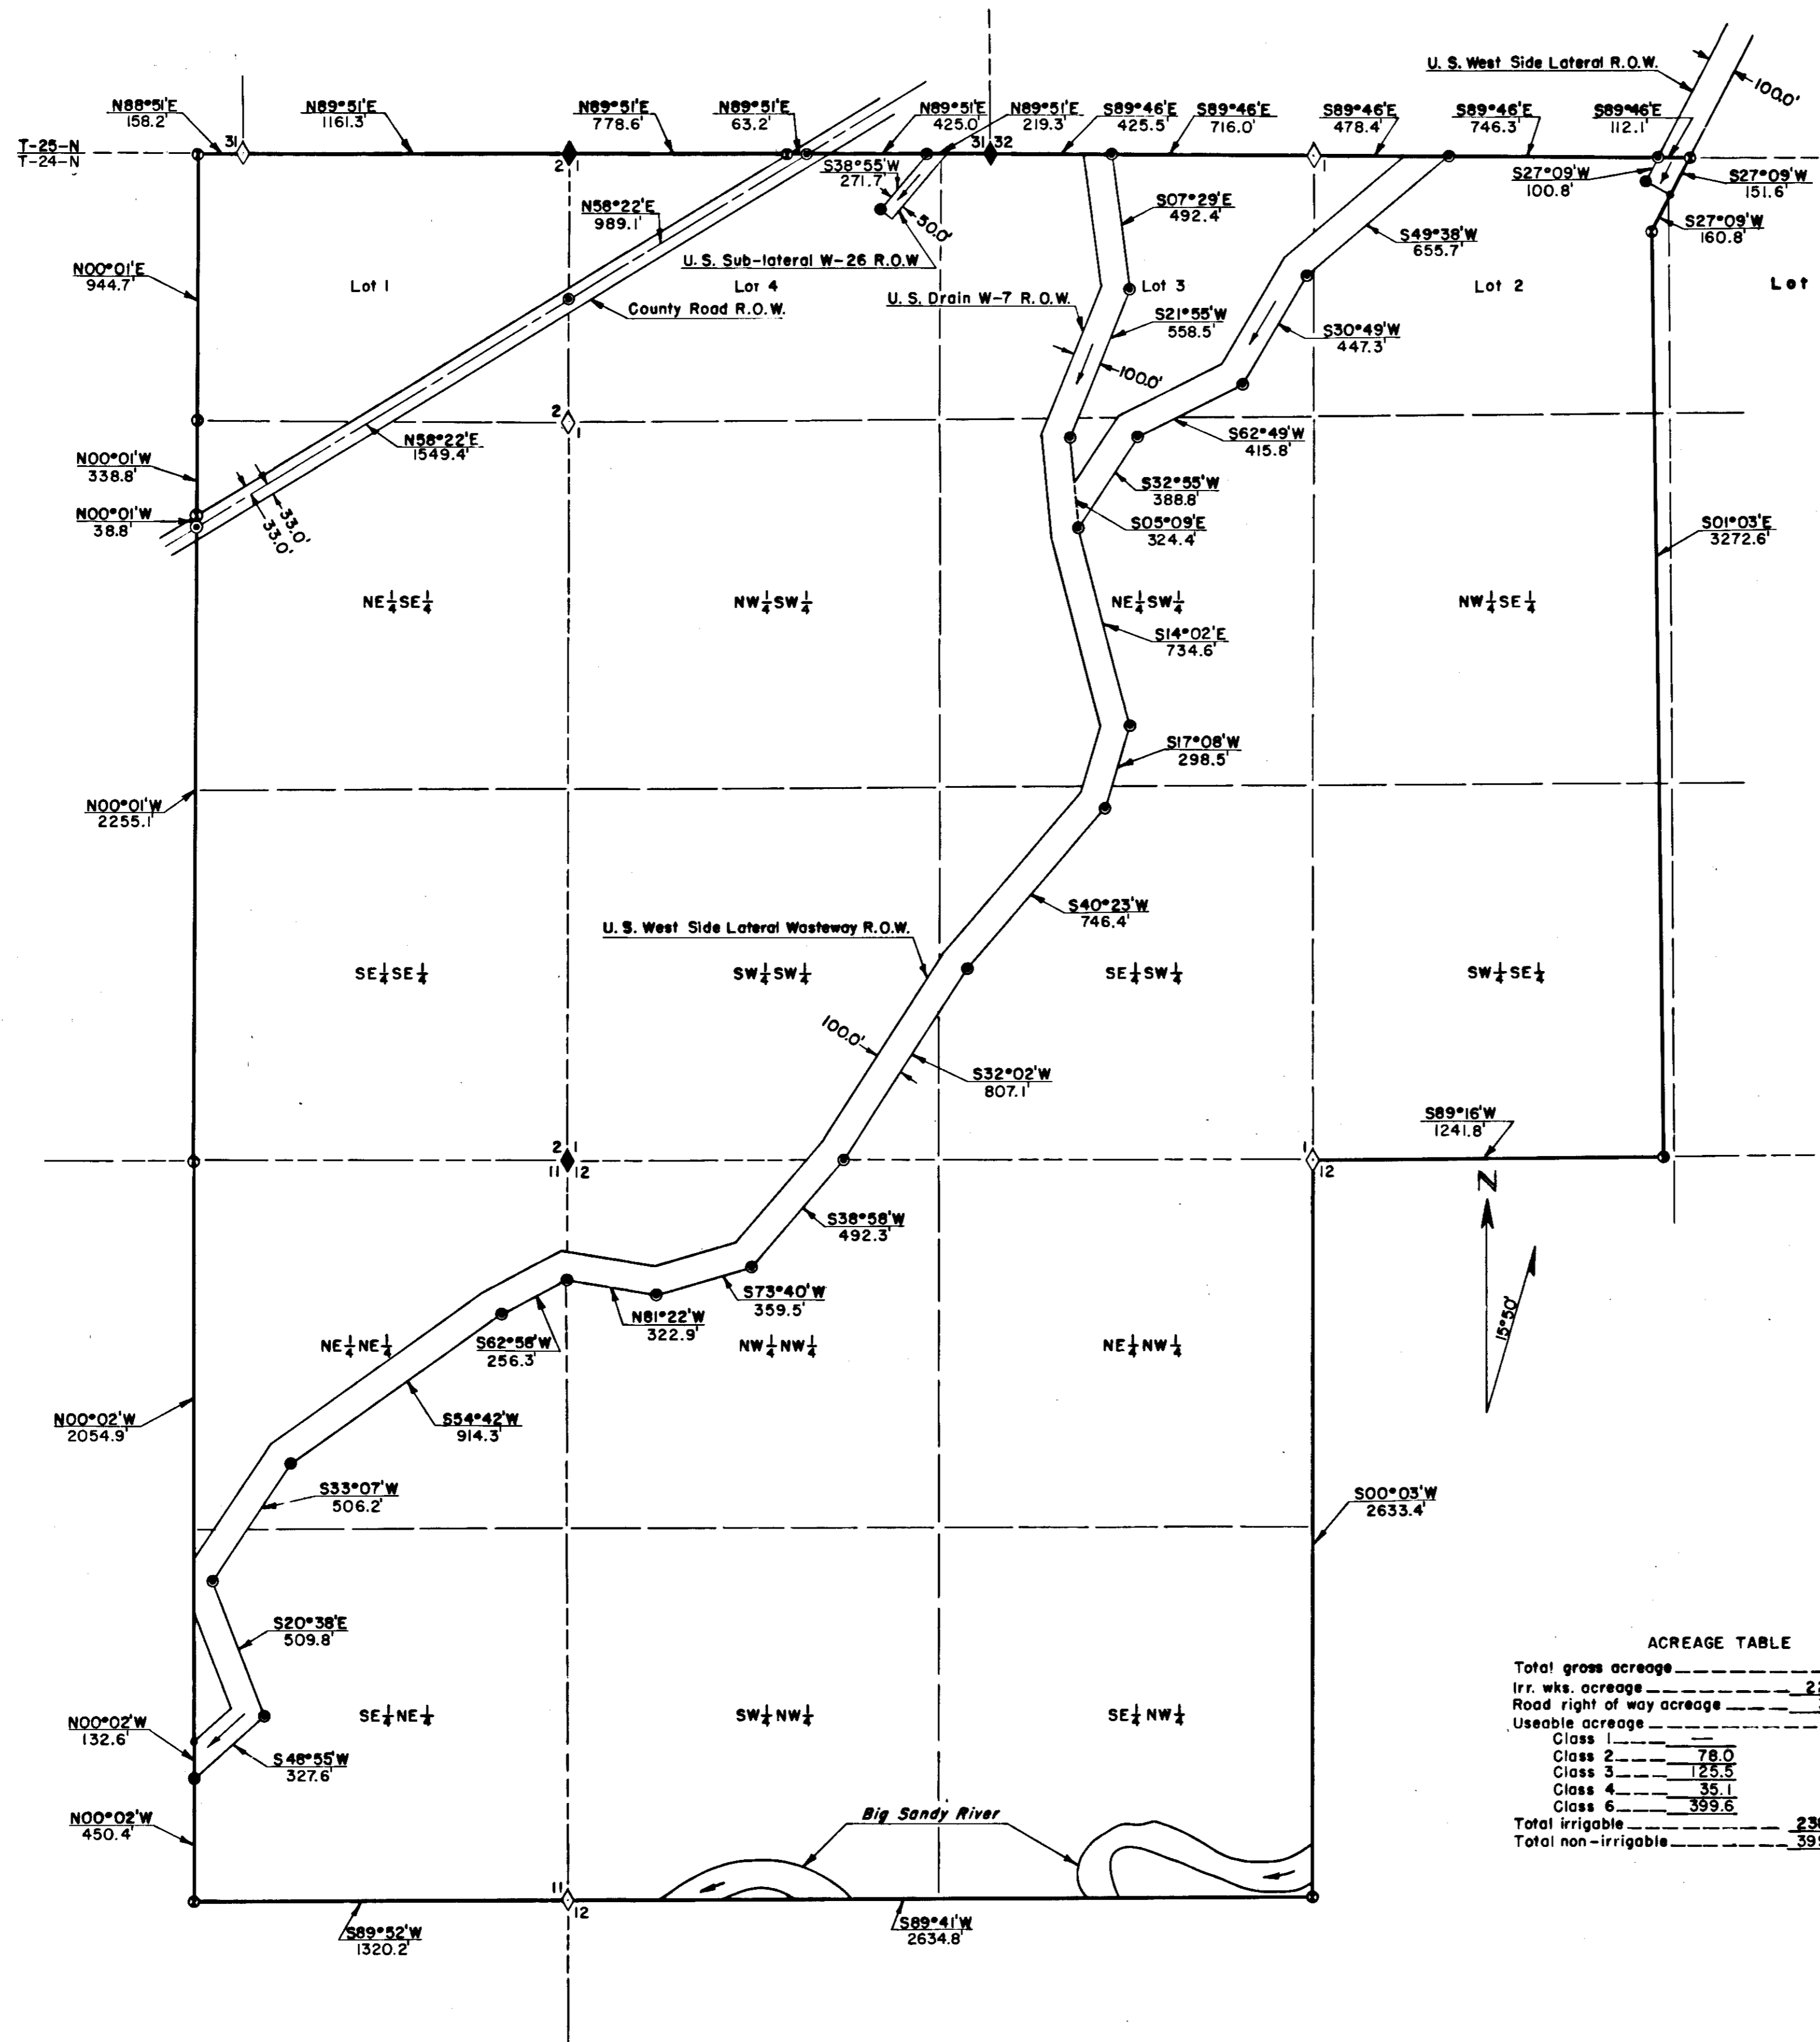 U. S. West Side Lateral R.O.W.
100.0'
N88°51'E
158.2'
31
N89°51'E
1161.3'
N89°51'E
778.6'
N89°51'E
63.2'
N89°51'E
425.0'
N89°51'E
219.3'
31 32
S89°46'E
425.5'
S89°46'E
716.0'
S89°46'E
478.4'
S89°46'E
746.3'
S89°46'E
112.1'
T-25-N
T-24-N
2 1
1
S38°55'W
271.7'
50.0'
S27°09'W
100.8'
S27°09'W
151.6'
S27°09'W
160.8'
N58°22'E
989.1'
S07°29'E
492.4'
S49°38'W
655.7'
U. S. Sub-lateral W-26 R.O.W
N00°01'E
944.7'
Lot 1
Lot 4
Lot 3
Lot 2
Lot
County Road R.O.W.
U. S. Drain W-7 R.O.W.
S21°55'W
558.5'
S30°49'W
447.3'
100.0'
2
1
N58°22'E
1549.4'
S62°49'W
415.8'
N00°01'W
338.8'
S32°55'W
388.8'
N00°01'W
38.8'
33.0'
33.0'
S05°09'E
324.4'
S01°03'E
3272.6'
NE¼SE¼
NW¼SW¼
NE¼SW¼
NW¼SE¼
S14°02'E
734.6'
S17°08'W
298.5'
N00°01'W
2255.1'
S40°23'W
746.4'
U. S. West Side Lateral Wasteway R.O.W.
SE¼SE¼
SW¼SW¼
SE¼SW¼
SW¼SE¼
100.0'
S32°02'W
807.1'
S89°16'W
1241.8'
2 1
11 12
1
12
N
S38°58'W
492.3'
S73°40'W
359.5'
N81°22'W
322.9'
S62°58'W
256.3'
15°50'
NE¼NE¼
NW¼NW¼
NE¼NW¼
N00°02'W
2054.9'
S54°42'W
914.3'
S33°07'W
506.2'
S00°03'W
2633.4'
S20°38'E
509.8'
N00°02'W
132.6'
SE¼NE¼
SW¼NW¼
SE¼NW¼
S48°55'W
327.6'
N00°02'W
450.4'
Big Sandy River
11
12
S89°52'W
1320.2'
S89°41'W
2634.8'
ACREAGE TABLE
Total gross acreage
Irr. wks. acreage
Road right of way acreage
Useable acreage
Class 1 —
Class 2 78.0
Class 3 125.5
Class 4 35.1
Class 6 399.6
Total irrigable
Total non-irrigable